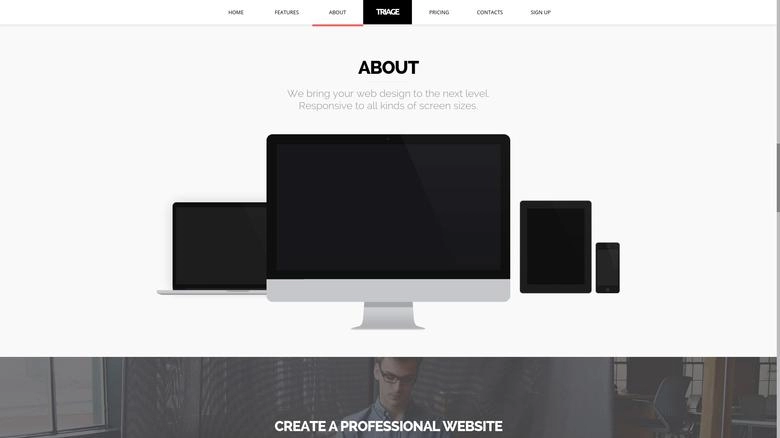 HOME
FEATURES
ABOUT
TRIAGE
PRICING
CONTACTS
SIGN UP
ABOUT
We bring your web design to the next level.
Responsive to all kinds of screen sizes.
CREATE A PROFESSIONAL WEBSITE